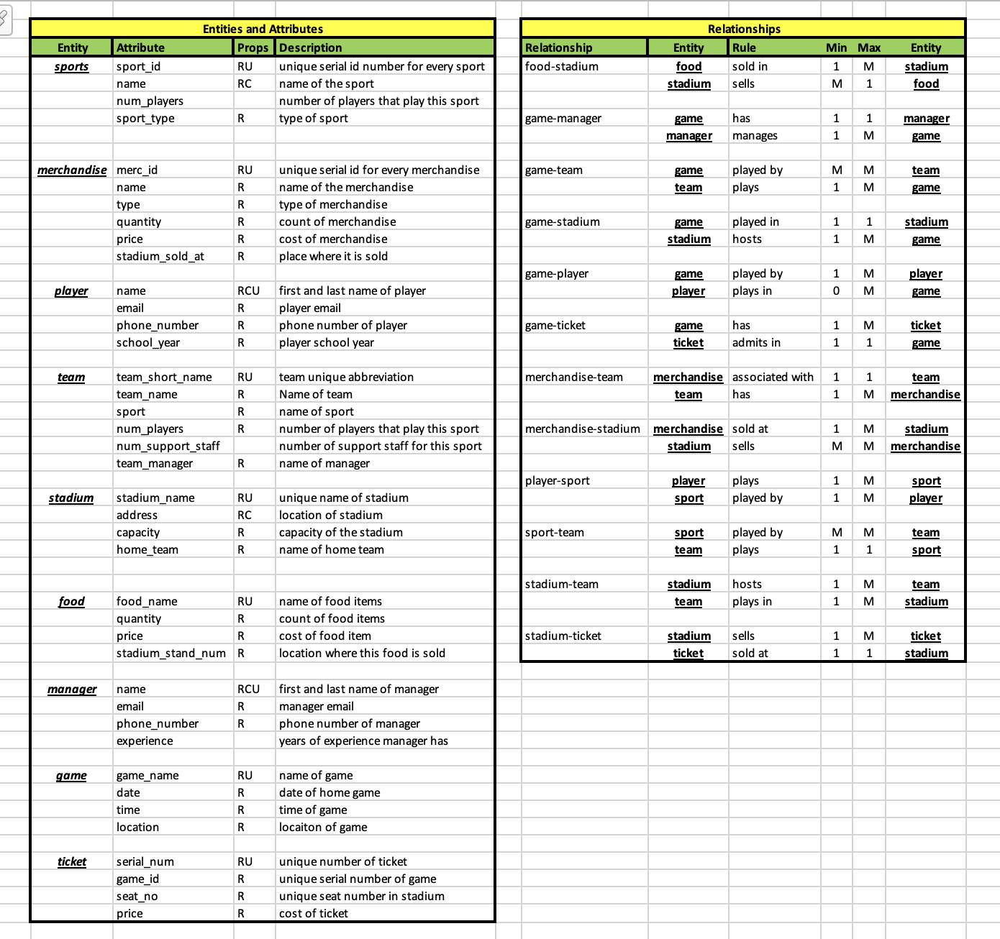 Entities and Attributes
Entity Attribute Props Description
sports sport_id RU unique serial id number for every sport
name RC name of the sport
num_players number of players that play this sport
sport_type R type of sport
merchandise merc_id RU unique serial id for every merchandise
name R name of the merchandise
type R type of merchandise
quantity R count of merchandise
price R cost of merchandise
stadium_sold_at R place where it is sold
player name RCU first and last name of player
email R player email
phone_number R phone number of player
school_year R player school year
team team_short_name RU team unique abbreviation
team_name R Name of team
sport R name of sport
num_players R number of players that play this sport
num_support_staff number of support staff for this sport
team_manager R name of manager
stadium stadium_name RU unique name of stadium
address RC location of stadium
capacity R capacity of the stadium
home_team R name of home team
food food_name RU name of food items
quantity R count of food items
price R cost of food item
stadium_stand_num R location where this food is sold
manager name RCU first and last name of manager
email R manager email
phone_number R phone number of manager
experience years of experience manager has
game game_name RU name of game
date R date of home game
time R time of game
location R locaiton of game
ticket serial_num RU unique number of ticket
game_id R unique serial number of game
seat_no R unique seat number in stadium
price R cost of ticket
Relationships
Relationship Entity Rule Min Max Entity
food-stadium food sold in 1 M stadium
stadium sells M 1 food
game-manager game has 1 1 manager
manager manages 1 M game
game-team game played by M M team
team plays 1 M game
game-stadium game played in 1 1 stadium
stadium hosts 1 M game
game-player game played by 1 M player
player plays in 0 M game
game-ticket game has 1 M ticket
ticket admits in 1 1 game
merchandise-team merchandise associated with 1 1 team
team has 1 M merchandise
merchandise-stadium merchandise sold at 1 M stadium
stadium sells M M merchandise
player-sport player plays 1 M sport
sport played by 1 M player
sport-team sport played by M M team
team plays 1 1 sport
stadium-team stadium hosts 1 M team
team plays in 1 M stadium
stadium-ticket stadium sells 1 M ticket
ticket sold at 1 1 stadium